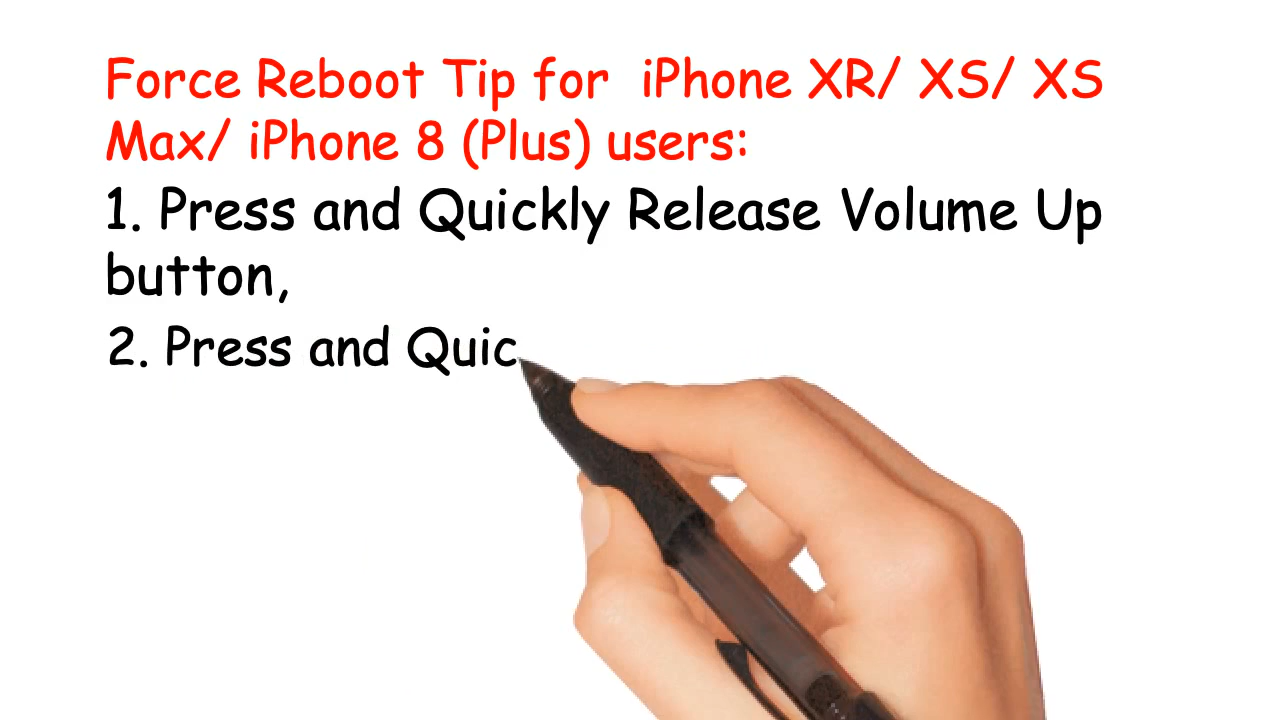 Force Reboot Tip for  iPhone XR/ XS/ XS
Max/ iPhone 8 (Plus) users:
1. Press and Quickly Release Volume Up
button,
2. Press and Quic